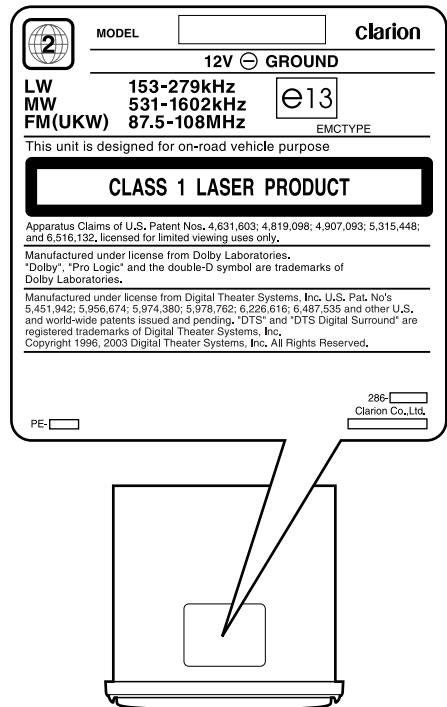 2 MODEL clarion
12V ⊖ GROUND
LW 153-279kHz
MW 531-1602kHz
FM(UKW) 87.5-108MHz
e13
EMCTYPE
This unit is designed for on-road vehicle purpose
CLASS 1 LASER PRODUCT
Apparatus Claims of U.S. Patent Nos. 4,631,603; 4,819,098; 4,907,093; 5,315,448;
and 6,516,132, licensed for limited viewing uses only.
Manufactured under license from Dolby Laboratories.
"Dolby", "Pro Logic" and the double-D symbol are trademarks of
Dolby Laboratories.
Manufactured under license from Digital Theater Systems, Inc. U.S. Pat. No's
5,451,942; 5,956,674; 5,974,380; 5,978,762; 6,226,616; 6,487,535 and other U.S.
and world-wide patents issued and pending. "DTS" and "DTS Digital Surround" are
registered trademarks of Digital Theater Systems, Inc.
Copyright 1996, 2003 Digital Theater Systems, Inc. All Rights Reserved.
286-
Clarion Co.,Ltd.
PE-